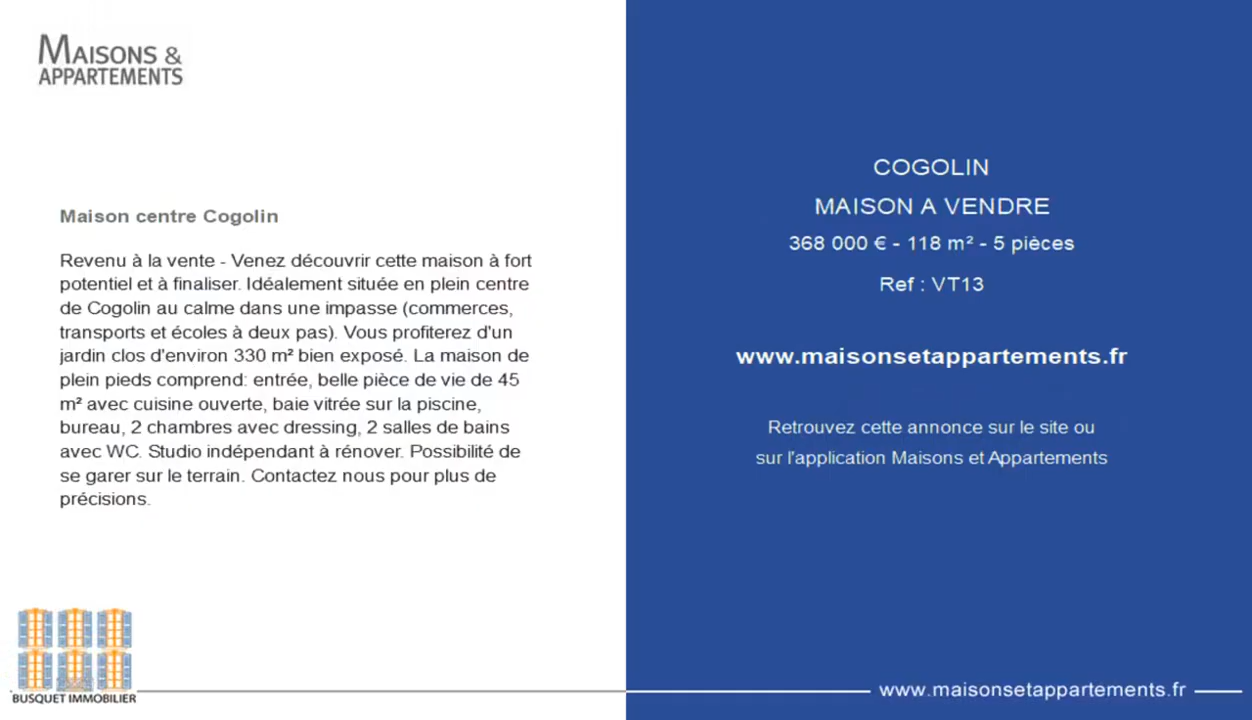 MAISONS &
APPARTEMENTS
Maison centre Cogolin
Revenu à la vente - Venez découvrir cette maison à fort
potentiel et à finaliser. Idéalement située en plein centre
de Cogolin au calme dans une impasse (commerces,
transports et écoles à deux pas). Vous profiterez d'un
jardin clos d'environ 330 m² bien exposé. La maison de
plein pieds comprend: entrée, belle pièce de vie de 45
m² avec cuisine ouverte, baie vitrée sur la piscine,
bureau, 2 chambres avec dressing, 2 salles de bains
avec WC. Studio indépendant à rénover. Possibilité de
se garer sur le terrain. Contactez nous pour plus de
précisions.
BUSQUET IMMOBILIER
COGOLIN
MAISON A VENDRE
368 000 € - 118 m² - 5 pièces
Ref : VT13
www.maisonsetappartements.fr
Retrouvez cette annonce sur le site ou
sur l'application Maisons et Appartements
www.maisonsetappartements.fr